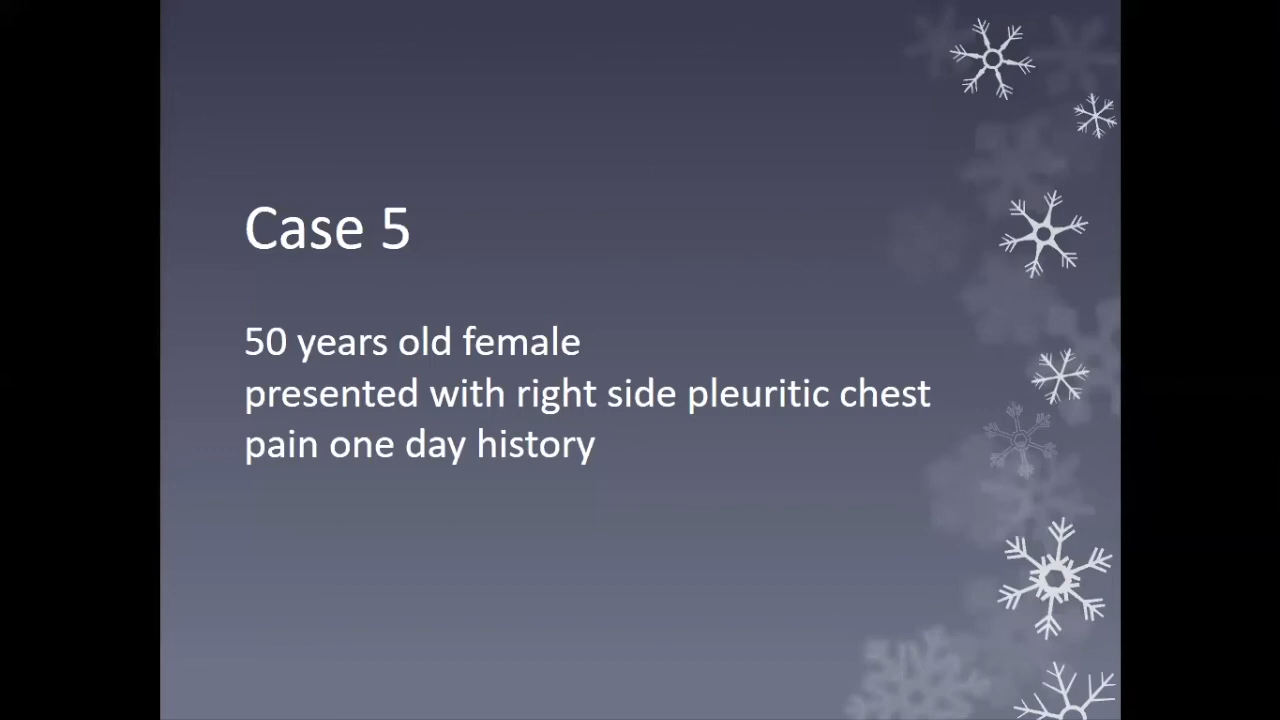 Case 5
50 years old female
presented with right side pleuritic chest
pain one day history